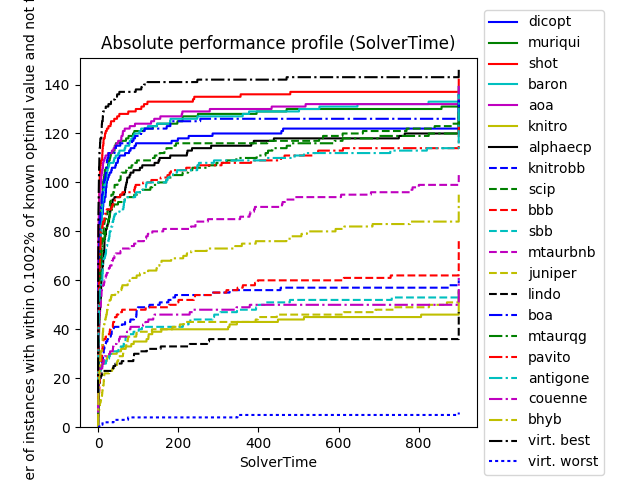 Absolute performance profile (SolverTime)
er of instances with within 0.1002% of known optimal value and not
140
120
100
80
60
40
20
0
0 200 400 600 800
SolverTime
dicopt
muriqui
shot
baron
aoa
knitro
alphaecp
knitrobb
scip
bbb
sbb
mtaurbnb
juniper
lindo
boa
mtaurqg
pavito
antigone
couenne
bhyb
virt. best
virt. worst